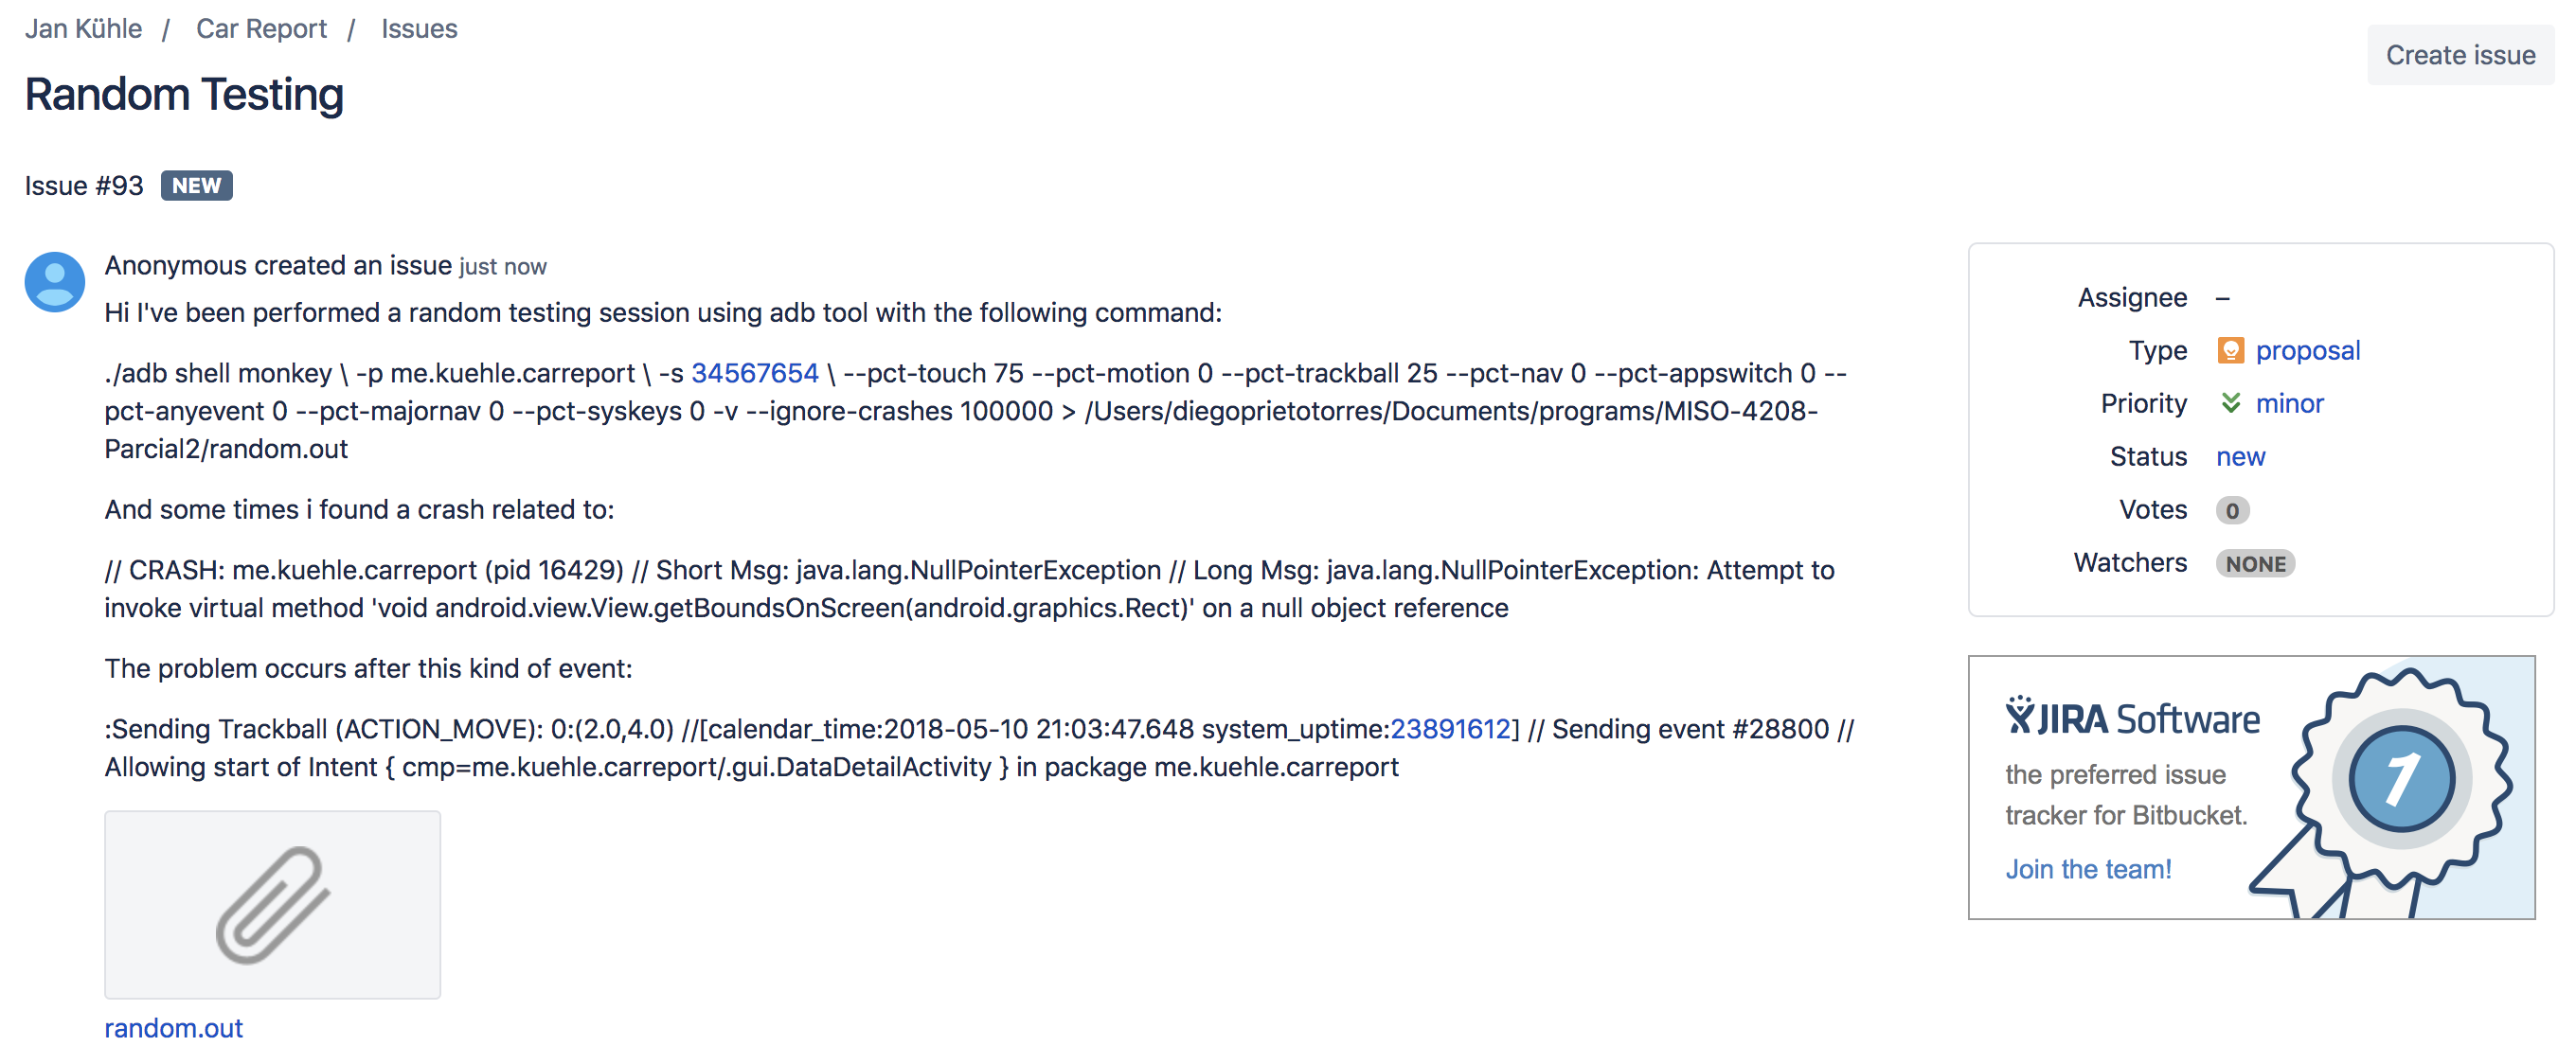 Jan Kühle / Car Report / Issues
Create issue
Random Testing
Issue #93 NEW
Anonymous created an issue just now
Hi I've been performed a random testing session using adb tool with the following command:
./adb shell monkey \ -p me.kuehle.carreport \ -s 34567654 \ --pct-touch 75 --pct-motion 0 --pct-trackball 25 --pct-nav 0 --pct-appswitch 0 --
pct-anyevent 0 --pct-majornav 0 --pct-syskeys 0 -v --ignore-crashes 100000 > /Users/diegoprietotorres/Documents/programs/MISO-4208-
Parcial2/random.out
And some times i found a crash related to:
// CRASH: me.kuehle.carreport (pid 16429) // Short Msg: java.lang.NullPointerException // Long Msg: java.lang.NullPointerException: Attempt to
invoke virtual method 'void android.view.View.getBoundsOnScreen(android.graphics.Rect)' on a null object reference
The problem occurs after this kind of event:
:Sending Trackball (ACTION_MOVE): 0:(2.0,4.0) //[calendar_time:2018-05-10 21:03:47.648 system_uptime:23891612] // Sending event #28800 //
Allowing start of Intent { cmp=me.kuehle.carreport/.gui.DataDetailActivity } in package me.kuehle.carreport
random.out
Assignee –
Type proposal
Priority minor
Status new
Votes 0
Watchers NONE
JIRA Software
the preferred issue
tracker for Bitbucket.
Join the team!
1